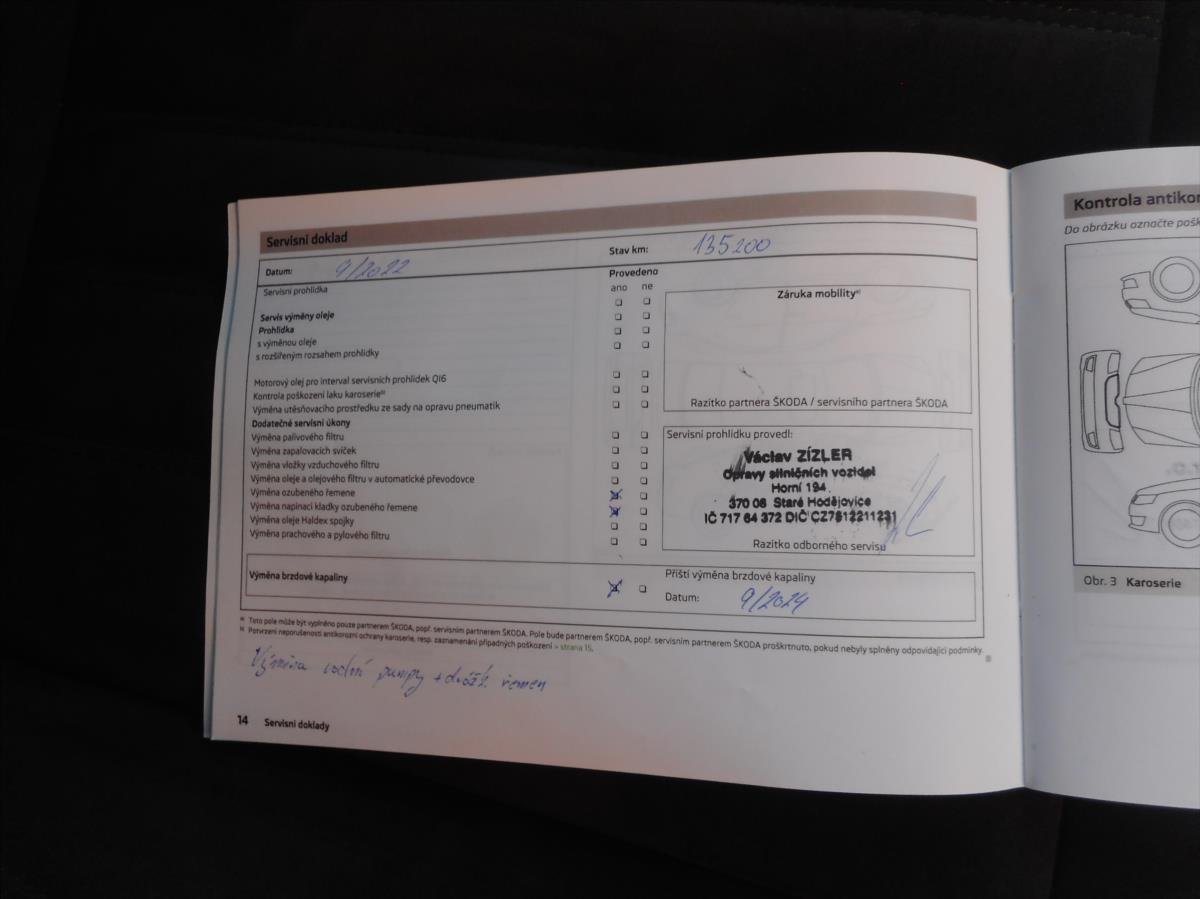 Servisní doklad
Datum: 9/2022
Stav km: 135200
Servisní prohlídka
Provedeno
ano ne
Servis výměny oleje
Prohlídka
s výměnou oleje
s rozšířeným rozsahem prohlídky
Motorový olej pro interval servisních prohlídek QI6
Kontrola poškození laku karoserie b)
Výměna utěsňovacího prostředku ze sady na opravu pneumatik
Dodatečné servisní úkony
Výměna palivového filtru
Výměna zapalovacích svíček
Výměna vložky vzduchového filtru
Výměna oleje a olejového filtru v automatické převodovce
Výměna ozubeného řemene
Výměna napínací kladky ozubeného řemene
Výměna oleje Haldex spojky
Výměna prachového a pylového filtru
Výměna brzdové kapaliny
Záruka mobility a)
Razítko partnera ŠKODA / servisního partnera ŠKODA
Servisní prohlídku provedl:
Václav ZÍZLER
Opravy silničních vozidel
Horní 194
370 08 Staré Hodějovice
IČ 717 64 372 DIČ CZ7812211231
Razítko odborného servisu
Příští výměna brzdové kapaliny
Datum: 9/2024
a) Toto pole může být vyplněno pouze partnerem ŠKODA, popř. servisním partnerem ŠKODA. Pole bude partnerem ŠKODA, popř. servisním partnerem ŠKODA proškrtnuto, pokud nebyly splněny odpovídající podmínky.
b) Potvrzení neporušenosti antikorozní ochrany karoserie, resp. zaznamenání případných poškození » strana 15.
Výměna vodní pumpy + drážk. řemen
14 Servisní doklady
Kontrola antikor
Do obrázku označte pošk
Obr. 3 Karoserie